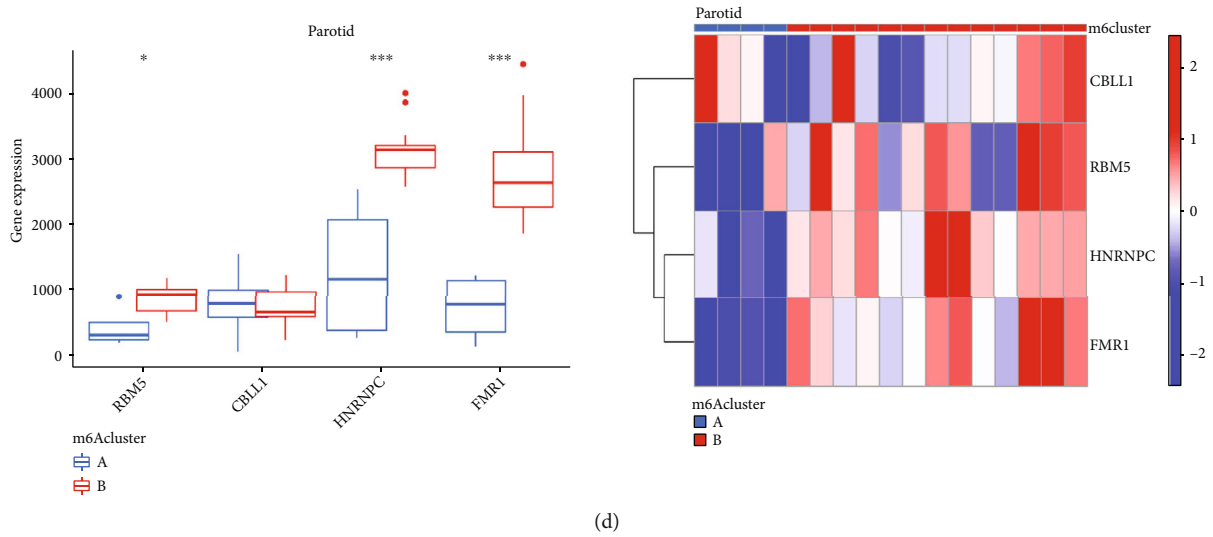 Parotid
* *** ***
Gene expression
4000
3000
2000
1000
0
RBM5
CBLL1
HNRNPC
FMR1
m6Acluster
A
B
Parotid
m6cluster
CBLL1
RBM5
HNRNPC
FMR1
2
1
0
−1
−2
m6Acluster
A
B
(d)